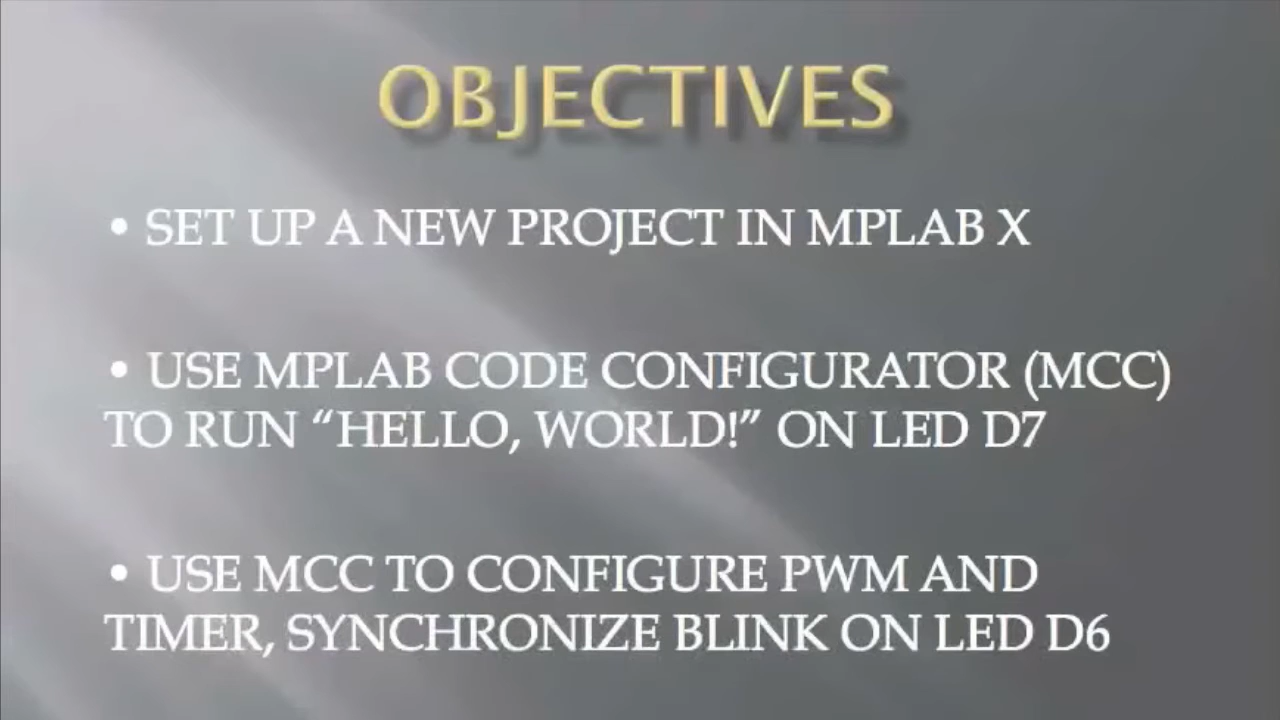 OBJECTIVES
• SET UP A NEW PROJECT IN MPLAB X
• USE MPLAB CODE CONFIGURATOR (MCC)
TO RUN “HELLO, WORLD!” ON LED D7
• USE MCC TO CONFIGURE PWM AND
TIMER, SYNCHRONIZE BLINK ON LED D6